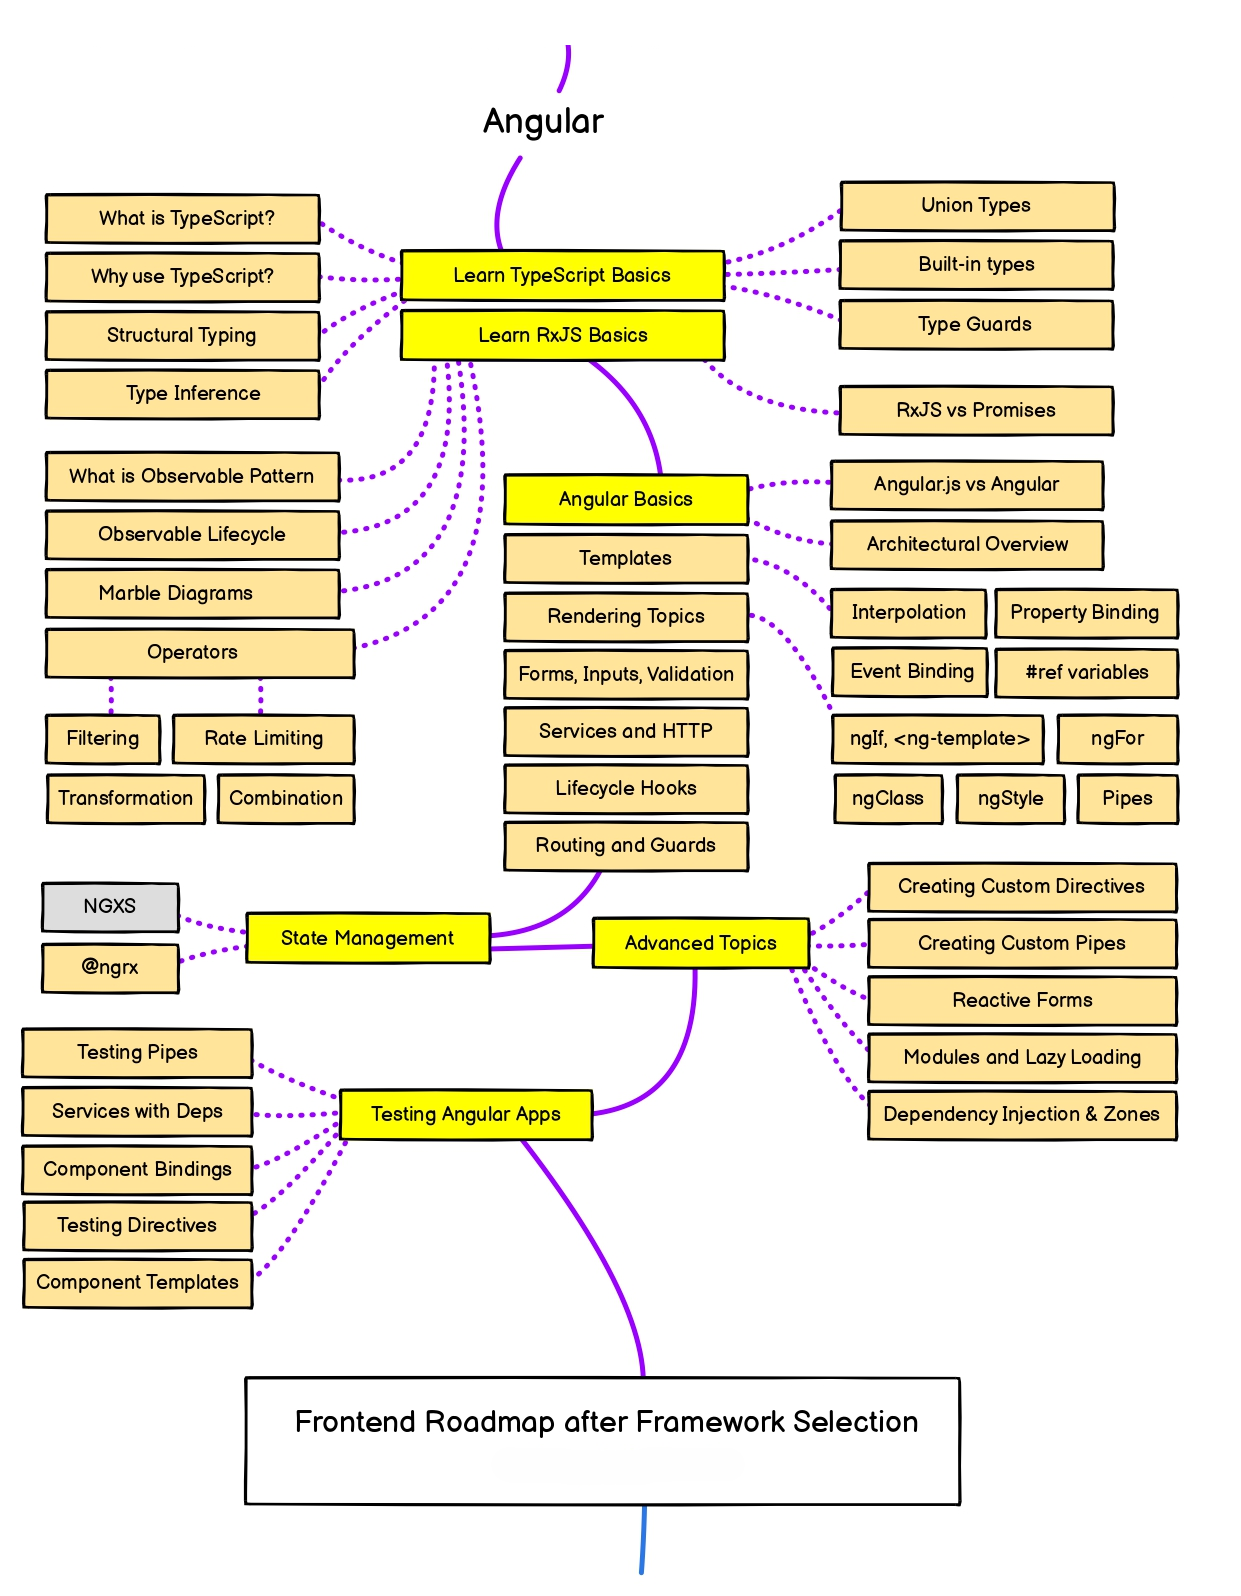 Angular
What is TypeScript?
Why use TypeScript?
Structural Typing
Type Inference
Learn TypeScript Basics
Learn RxJS Basics
Union Types
Built-in types
Type Guards
RxJS vs Promises
What is Observable Pattern
Observable Lifecycle
Marble Diagrams
Operators
Filtering
Rate Limiting
Transformation
Combination
Angular Basics
Templates
Rendering Topics
Forms, Inputs, Validation
Services and HTTP
Lifecycle Hooks
Routing and Guards
Angular.js vs Angular
Architectural Overview
Interpolation
Property Binding
Event Binding
#ref variables
ngIf, <ng-template>
ngFor
ngClass
ngStyle
Pipes
NGXS
@ngrx
State Management
Advanced Topics
Creating Custom Directives
Creating Custom Pipes
Reactive Forms
Modules and Lazy Loading
Dependency Injection & Zones
Testing Pipes
Services with Deps
Component Bindings
Testing Directives
Component Templates
Testing Angular Apps
Frontend Roadmap after Framework Selection